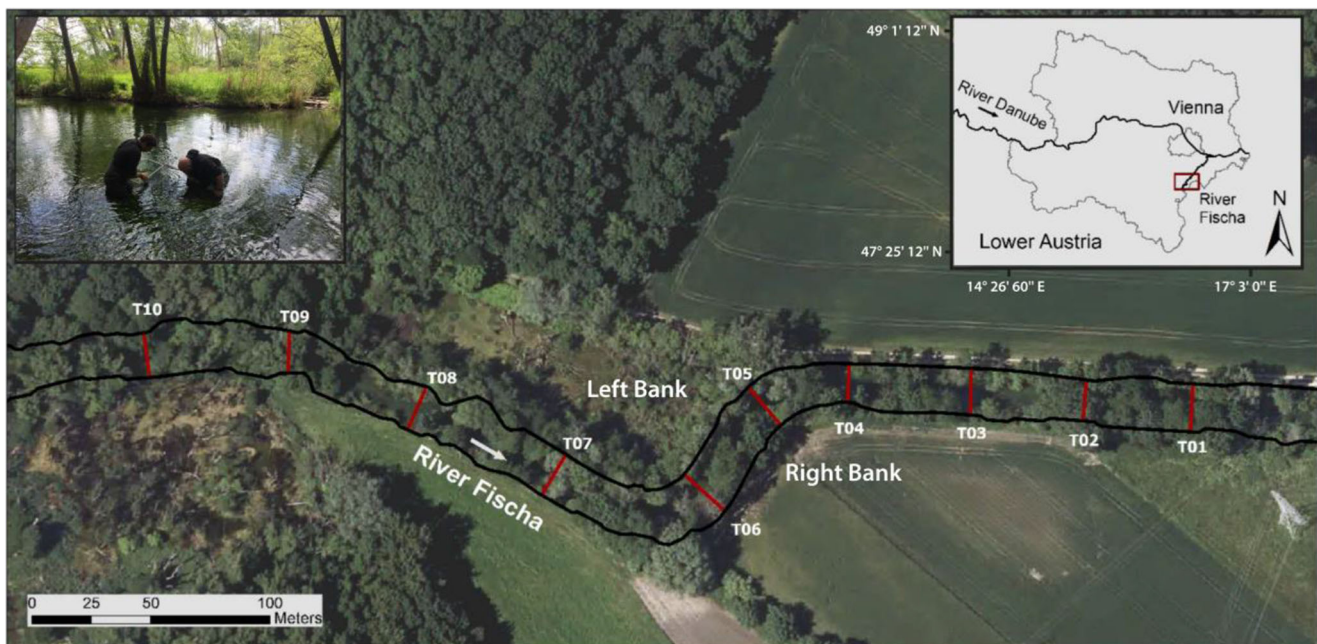 49° 1' 12" N
River Danube
Vienna
River
Fischa
N
Lower Austria
47° 25' 12" N
14° 26' 60" E
17° 3' 0" E
T10
T09
T08
T07
T06
T05
T04
T03
T02
T01
Left Bank
Right Bank
River Fischa
0 25 50 100
Meters